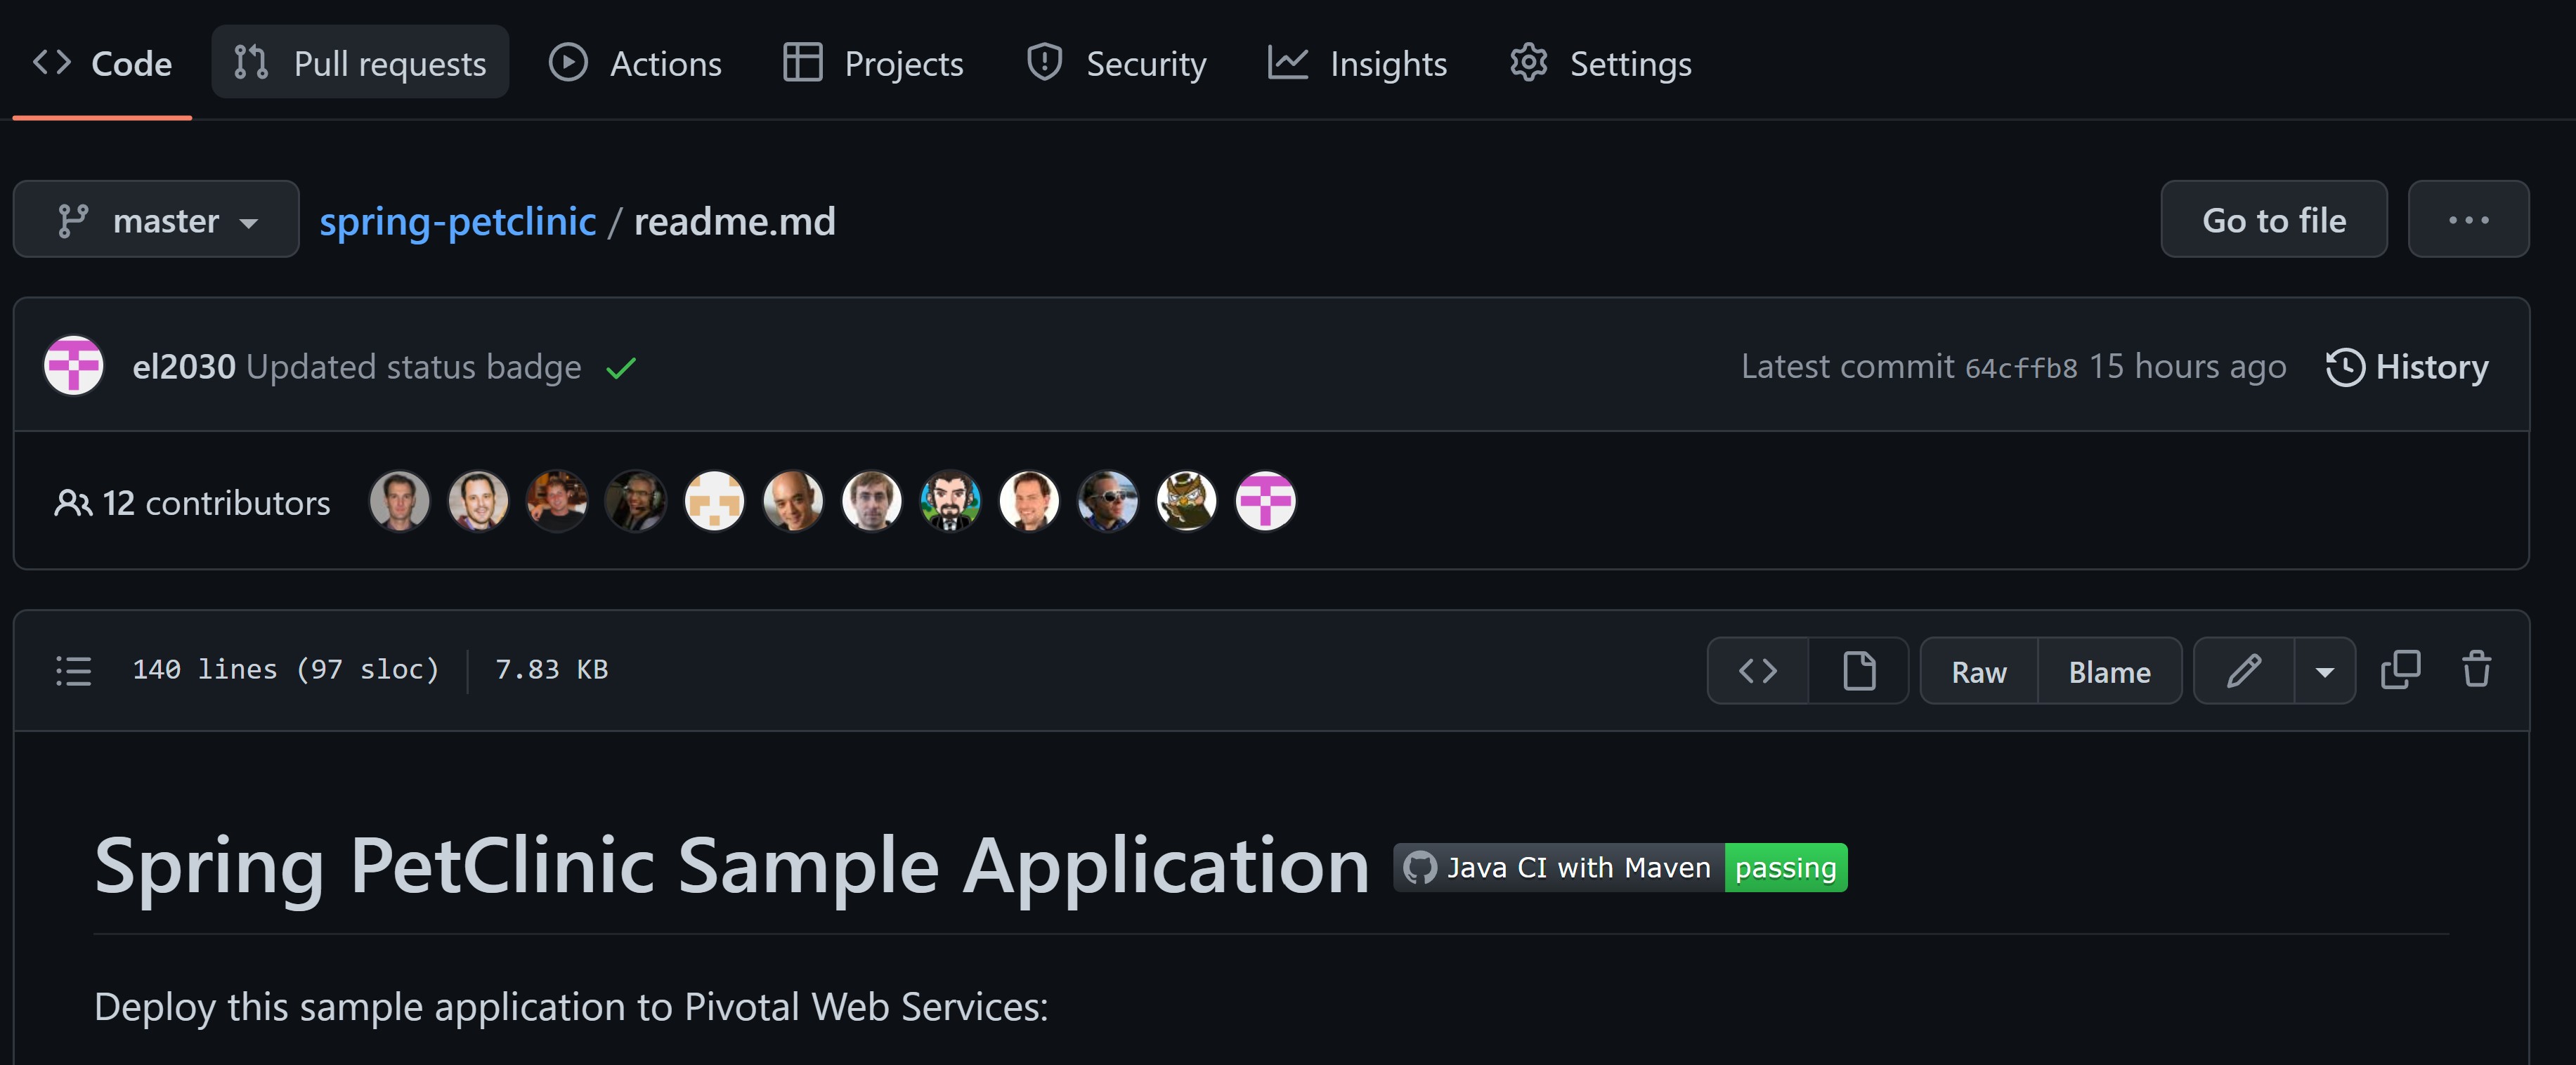 Code Pull requests Actions Projects Security Insights Settings
master spring-petclinic / readme.md Go to file ...
el2030 Updated status badge Latest commit 64cffb8 15 hours ago History
12 contributors
140 lines (97 sloc) 7.83 KB Raw Blame
Spring PetClinic Sample Application Java CI with Maven passing
Deploy this sample application to Pivotal Web Services: